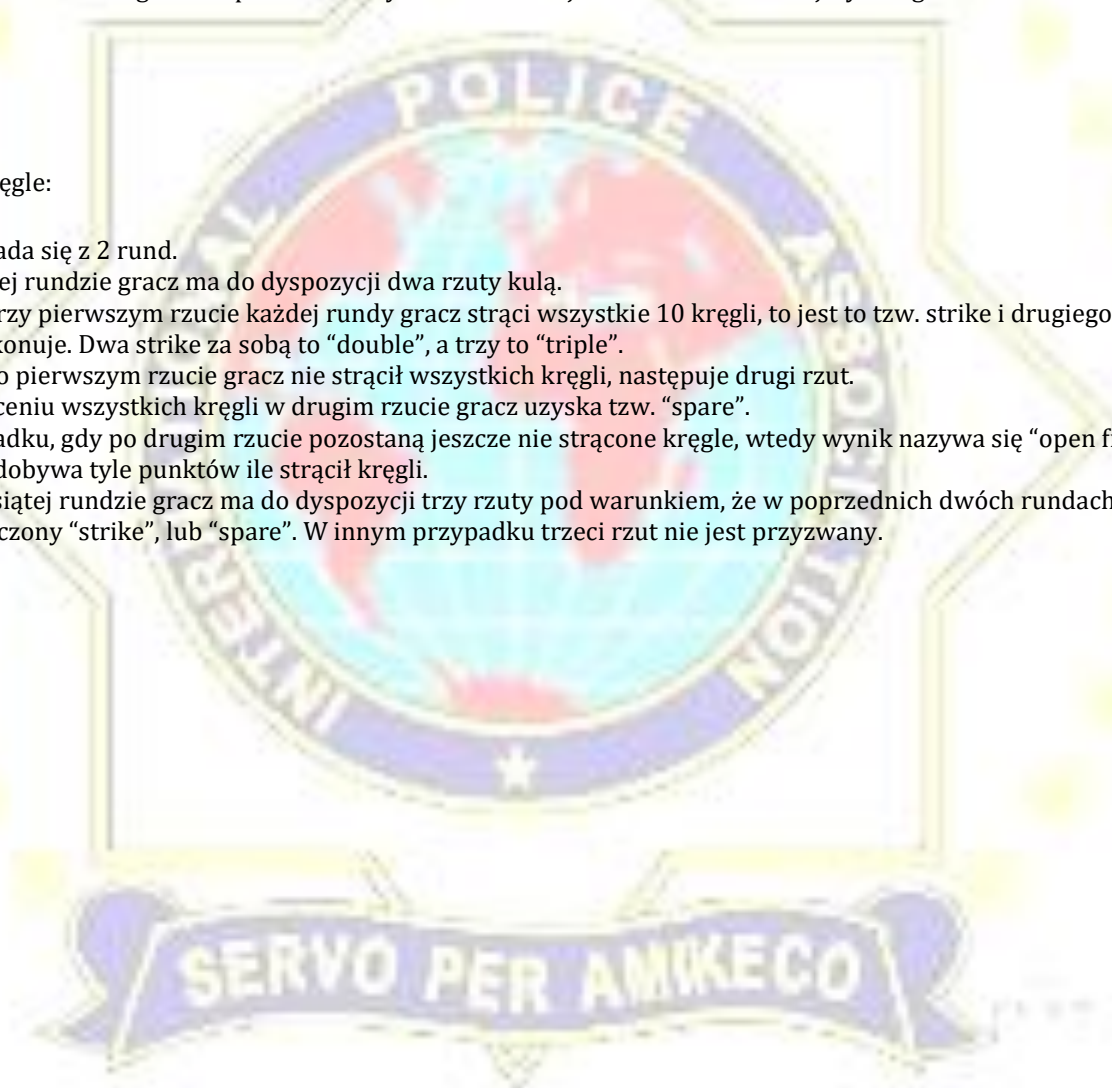 POLICE
INTERNATIONAL
ASSOCIATION
ęgle:
ada się z 2 rund.
ej rundzie gracz ma do dyspozycji dwa rzuty kulą.
rzy pierwszym rzucie każdej rundy gracz strąci wszystkie 10 kręgli, to jest to tzw. strike i drugiego
konuje. Dwa strike za sobą to “double”, a trzy to “triple”.
o pierwszym rzucie gracz nie strącił wszystkich kręgli, następuje drugi rzut.
ceniu wszystkich kręgli w drugim rzucie gracz uzyska tzw. “spare”.
adku, gdy po drugim rzucie pozostaną jeszcze nie strącone kręgle, wtedy wynik nazywa się “open f
dobywa tyle punktów ile strącił kręgli.
siątej rundzie gracz ma do dyspozycji trzy rzuty pod warunkiem, że w poprzednich dwóch rundach
czony “strike”, lub “spare”. W innym przypadku trzeci rzut nie jest przyzwany.
SERVO PER AMIKECO